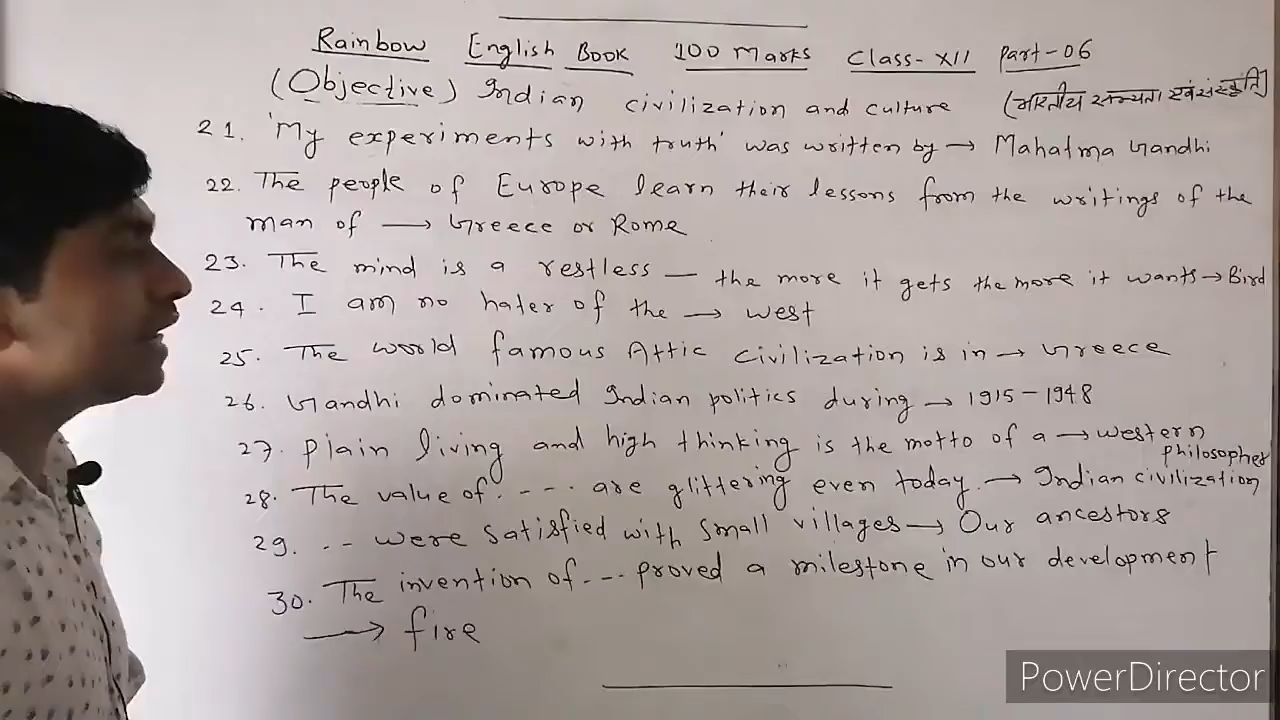 Rainbow English Book 100 Marks Class-XII Part-06
(Objective) Indian civilization and culture (भारतीय सभ्यता एवं संस्कृति)
21. 'My experiments with truth' was written by → Mahatma Gandhi
22. The people of Europe learn their lessons from the writings of the
man of → Greece or Rome
23. The mind is a restless — the more it gets the more it wants → Bird
24. I am no hater of the → west
25. The world famous Attic civilization is in → Greece
26. Gandhi dominated Indian politics during → 1915-1948
27. Plain living and high thinking is the motto of a → western
philosopher
28. The value of. - - - . are glittering even today. → Indian civilization
29. .. were satisfied with small villages → Our ancestors
30. The invention of. - - . proved a milestone in our development
→ fire
PowerDirector